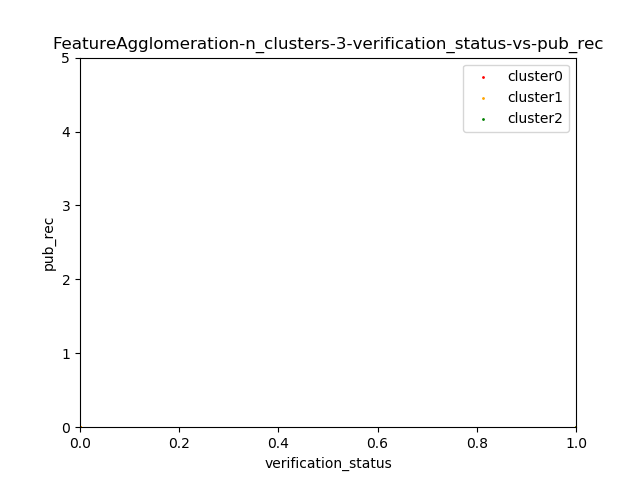 FeatureAgglomeration-n_clusters-3-verification_status-vs-pub_rec
cluster0
cluster1
cluster2
5
4
3
2
1
0
pub_rec
0.0 0.2 0.4 0.6 0.8 1.0
verification_status